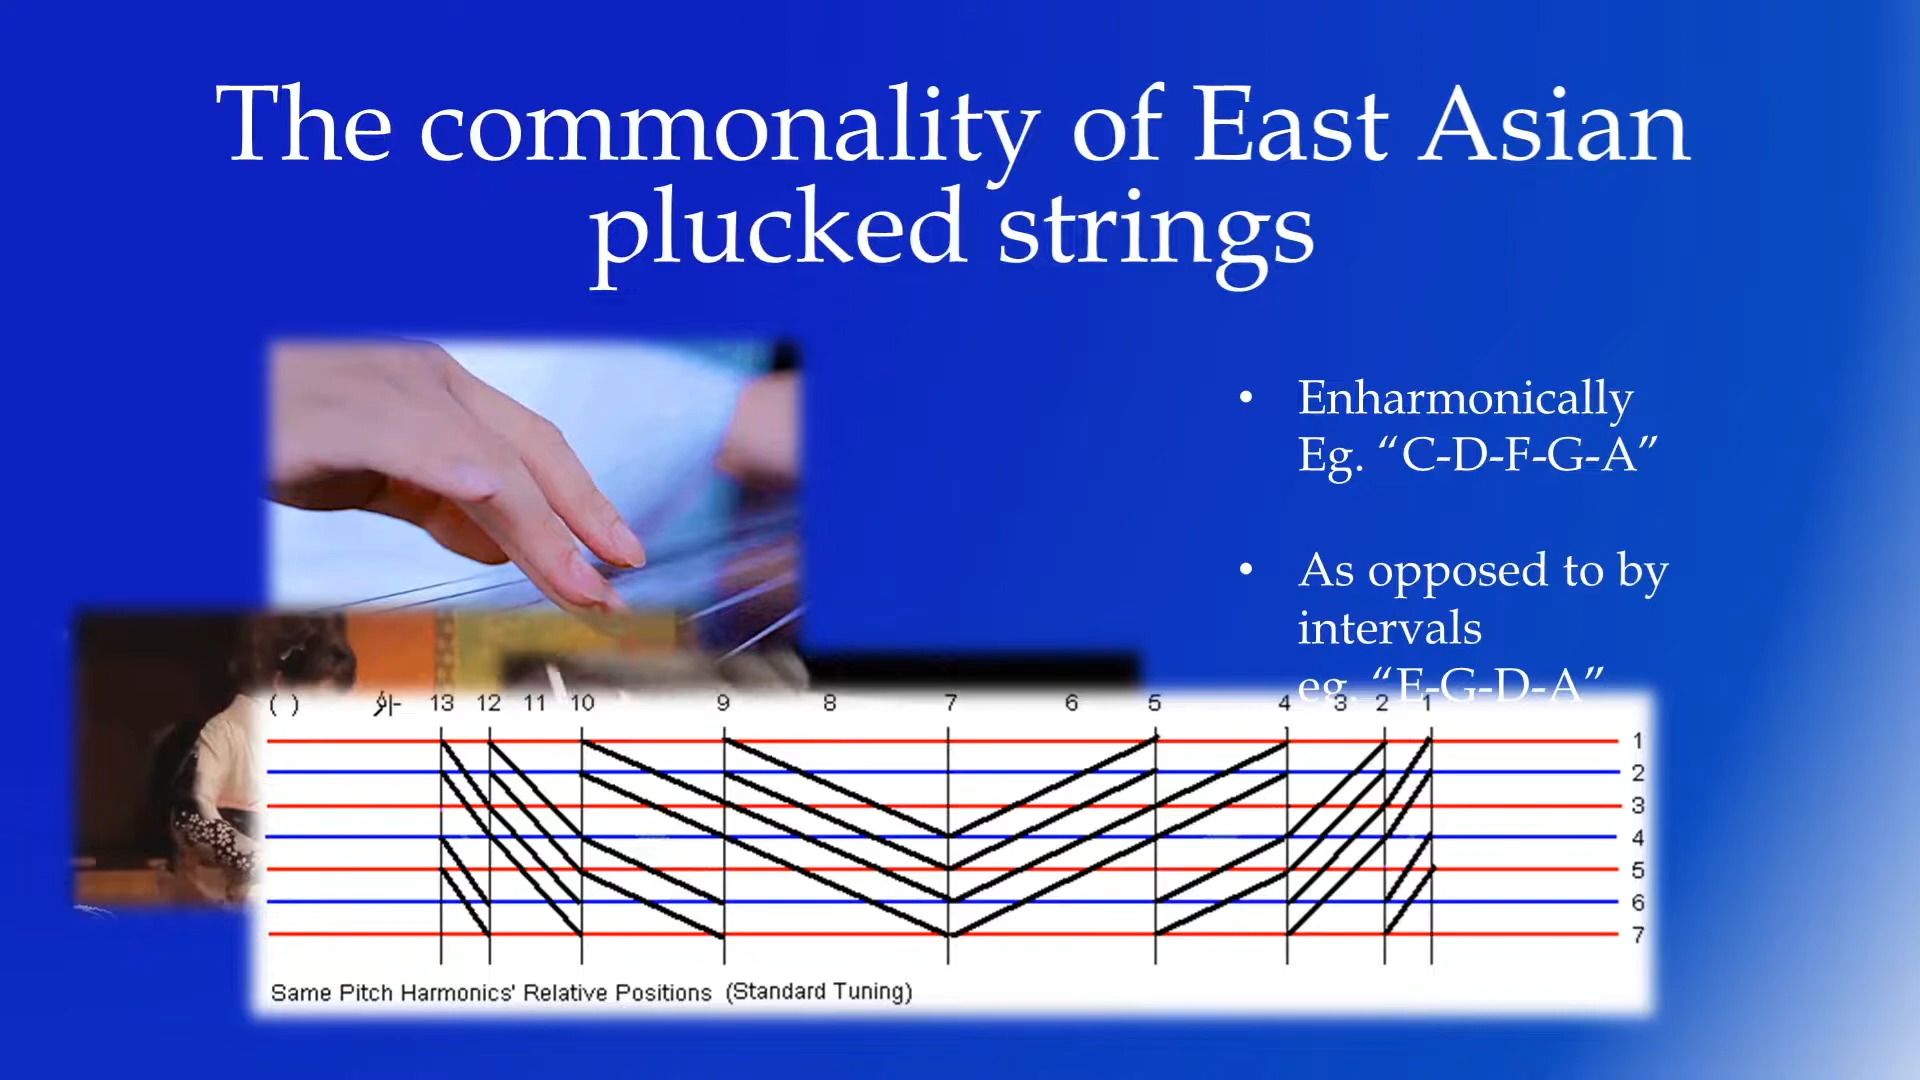 The commonality of East Asian
plucked strings
• Enharmonically
Eg. “C-D-F-G-A”
• As opposed to by
intervals
eg. “E-G-D-A”
( ) 外 13 12 11 10 9 8 7 6 5 4 3 2 1
1
2
3
4
5
6
7
Same Pitch Harmonics' Relative Positions (Standard Tuning)